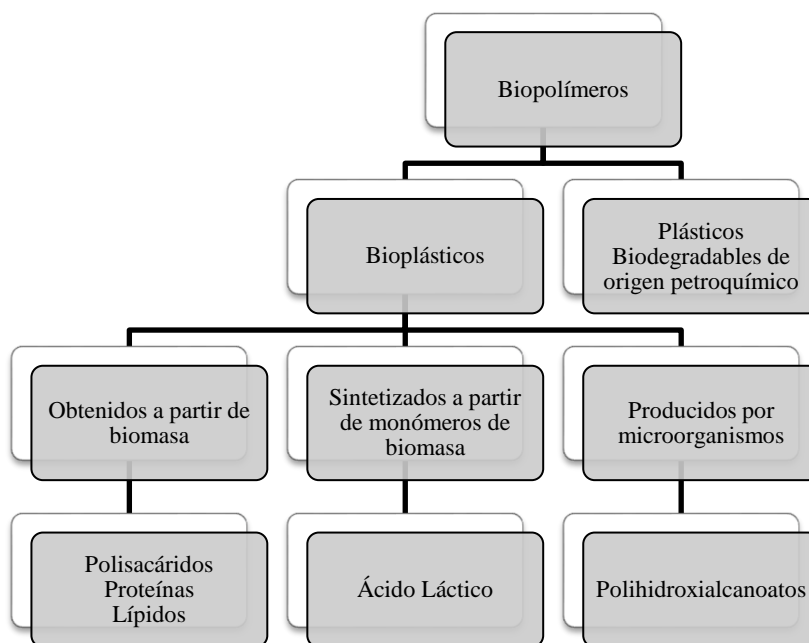 Biopolímeros
Bioplásticos
Plásticos
Biodegradables de
origen petroquímico
Obtenidos a partir de
biomasa
Sintetizados a partir
de monómeros de
biomasa
Producidos por
microorganismos
Polisacáridos
Proteínas
Lípidos
Ácido Láctico
Polihidroxialcanoatos